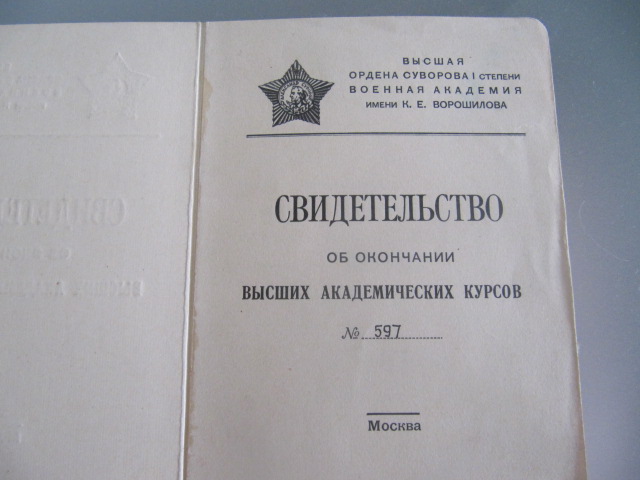 ВЫСШАЯ
ОРДЕНА СУВОРОВА I СТЕПЕНИ
ВОЕННАЯ АКАДЕМИЯ
ИМЕНИ К. Е. ВОРОШИЛОВА
СВИДЕТЕЛЬСТВО
ОБ ОКОНЧАНИИ
ВЫСШИХ АКАДЕМИЧЕСКИХ КУРСОВ
№ 597
Москва